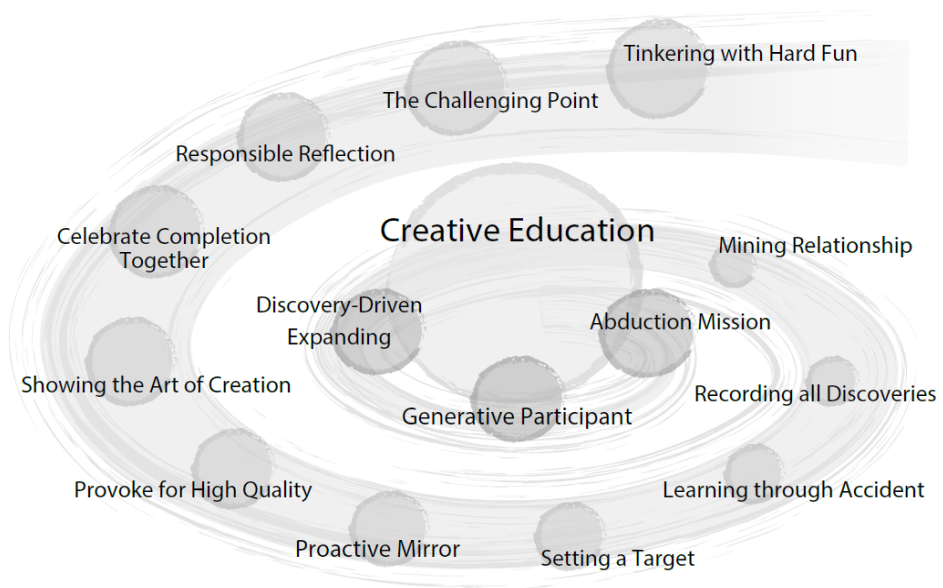 Tinkering with Hard Fun
The Challenging Point
Responsible Reflection
Celebrate Completion
Together
Creative Education
Mining Relationship
Discovery-Driven
Expanding
Abduction Mission
Generative Participant
Showing the Art of Creation
Recording all Discoveries
Provoke for High Quality
Learning through Accident
Proactive Mirror
Setting a Target